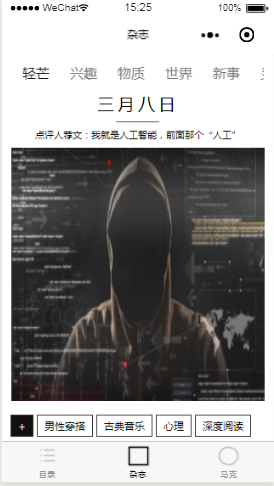 WeChat 15:25 100%
杂志
轻芒 兴趣 物质 世界 新事
三月八日
点评人荐文：我就是人工智能，前面那个“人工”
+ 男性穿搭 古典音乐 心理 深度阅读
目录 杂志 马克